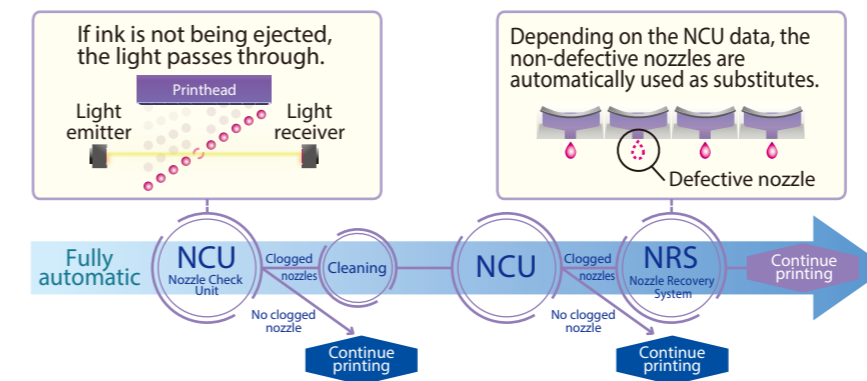 If ink is not being ejected,
the light passes through.
Printhead
Light
emitter
Light
receiver
Depending on the NCU data, the
non-defective nozzles are
automatically used as substitutes.
Defective nozzle
Fully
automatic
NCU
Nozzle Check
Unit
Clogged
nozzles
No clogged
nozzle
Continue
printing
Cleaning
NCU
Clogged
nozzles
No clogged
nozzle
Continue
printing
NRS
Nozzle Recovery
System
Continue
printing